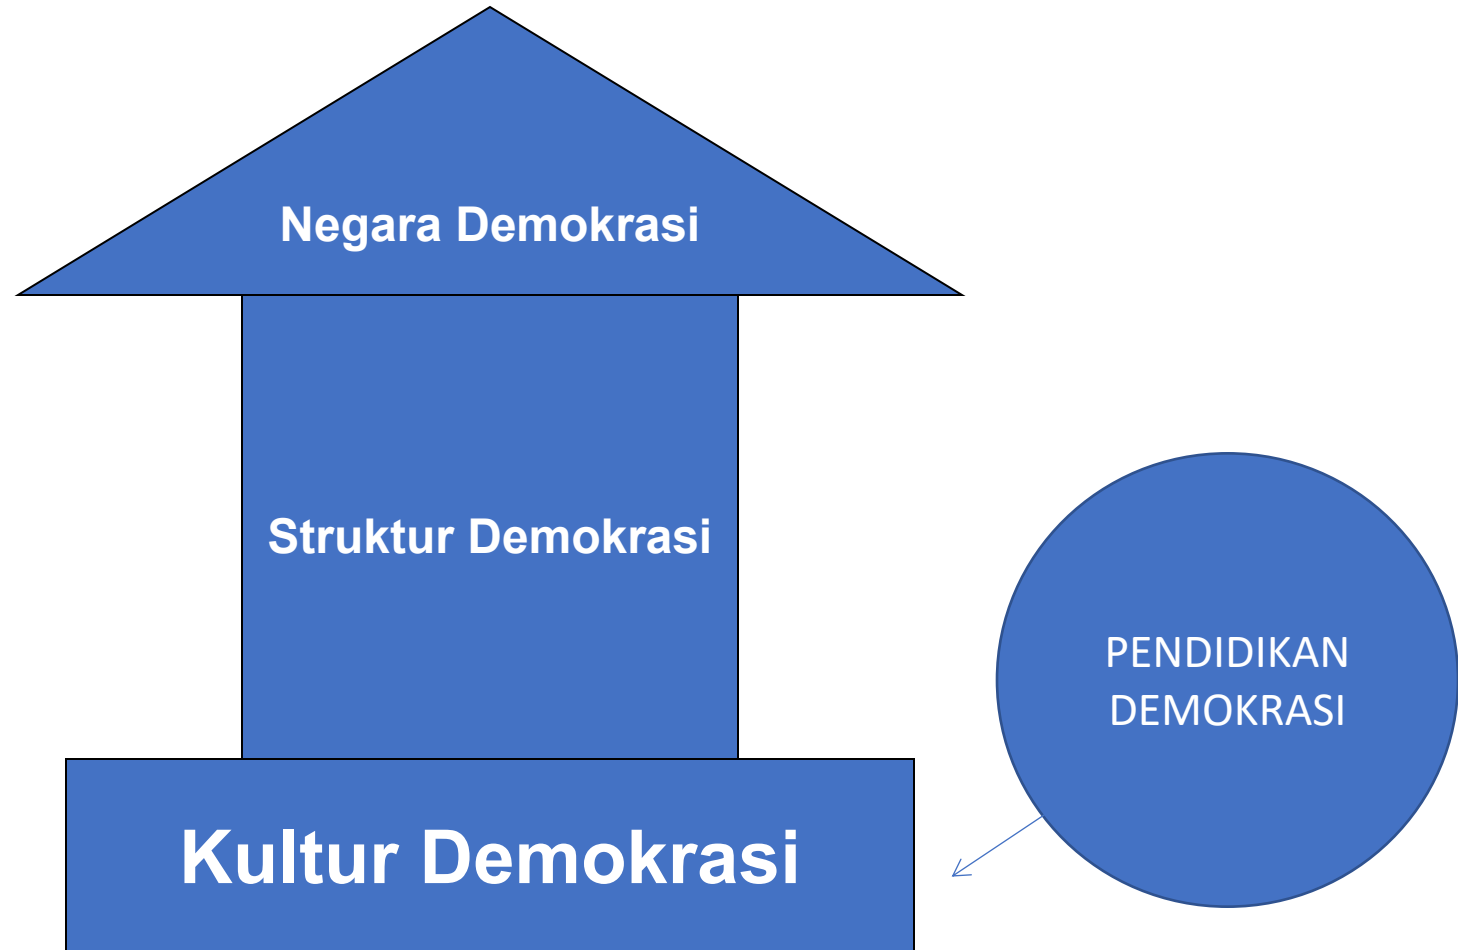 Negara Demokrasi
Struktur Demokrasi
PENDIDIKAN
DEMOKRASI
Kultur Demokrasi